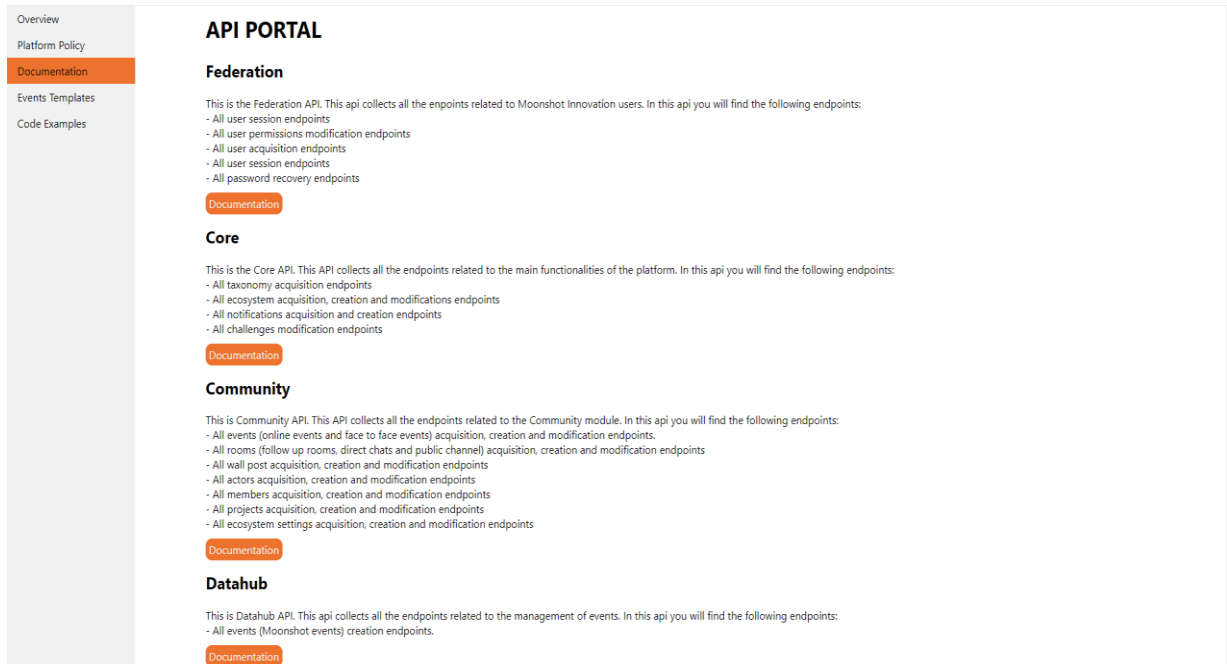 Overview
Platform Policy
Documentation
Events Templates
Code Examples
API PORTAL
Federation
This is the Federation API. This api collects all the enpoints related to Moonshot Innovation users. In this api you will find the following endpoints:
- All user session endpoints
- All user permissions modification endpoints
- All user acquisition endpoints
- All user session endpoints
- All password recovery endpoints
Documentation
Core
This is the Core API. This API collects all the endpoints related to the main functionalities of the platform. In this api you will find the following endpoints:
- All taxonomy acquisition endpoints
- All ecosystem acquisition, creation and modifications endpoints
- All notifications acquisition and creation endpoints
- All challenges modification endpoints
Documentation
Community
This is Community API. This API collects all the endpoints related to the Community module. In this api you will find the following endpoints:
- All events (online events and face to face events) acquisition, creation and modification endpoints.
- All rooms (follow up rooms, direct chats and public channel) acquisition, creation and modification endpoints
- All wall post acquisition, creation and modification endpoints
- All actors acquisition, creation and modification endpoints
- All members acquisition, creation and modification endpoints
- All projects acquisition, creation and modification endpoints
- All ecosystem settings acquisition, creation and modification endpoints
Documentation
Datahub
This is Datahub API. This api collects all the endpoints related to the management of events. In this api you will find the following endpoints:
- All events (Moonshot events) creation endpoints.
Documentation